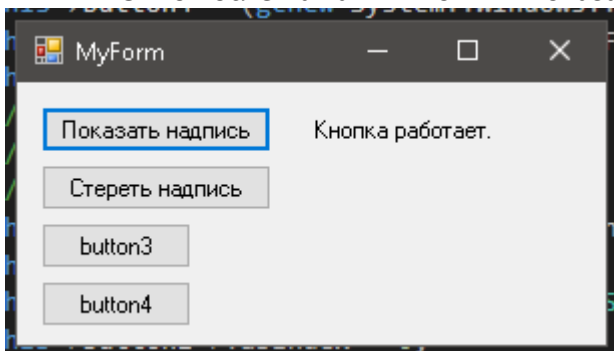 MyForm
Показать надпись
Кнопка работает.
Стереть надпись
button3
button4